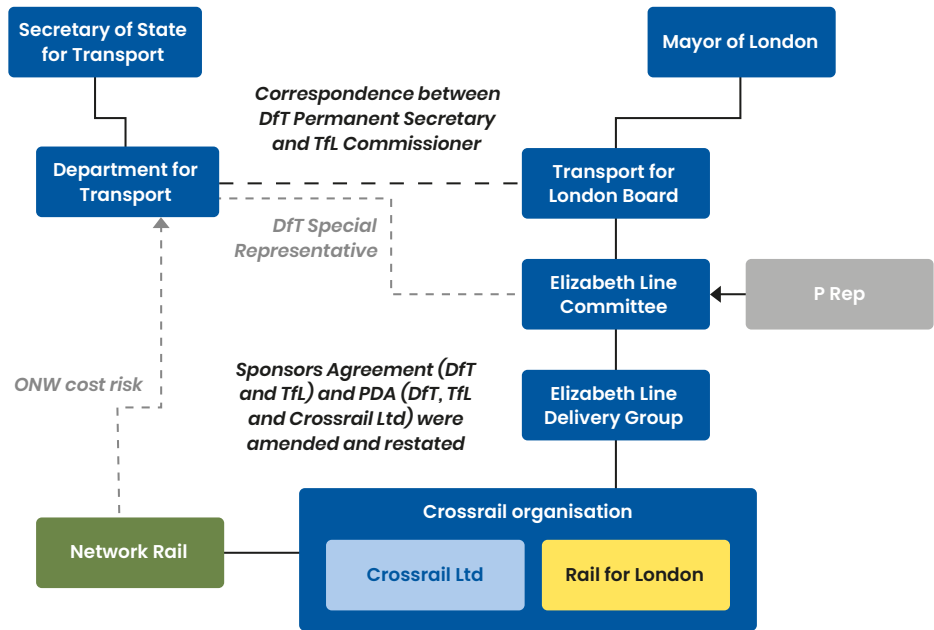 Secretary of State
for Transport
Mayor of London
Correspondence between
DfT Permanent Secretary
and TfL Commissioner
Department for
Transport
Transport for
London Board
DfT Special
Representative
Elizabeth Line
Committee
P Rep
ONW cost risk
Sponsors Agreement (DfT
and TfL) and PDA (DfT, TfL
and Crossrail Ltd) were
amended and restated
Elizabeth Line
Delivery Group
Crossrail organisation
Network Rail
Crossrail Ltd
Rail for London